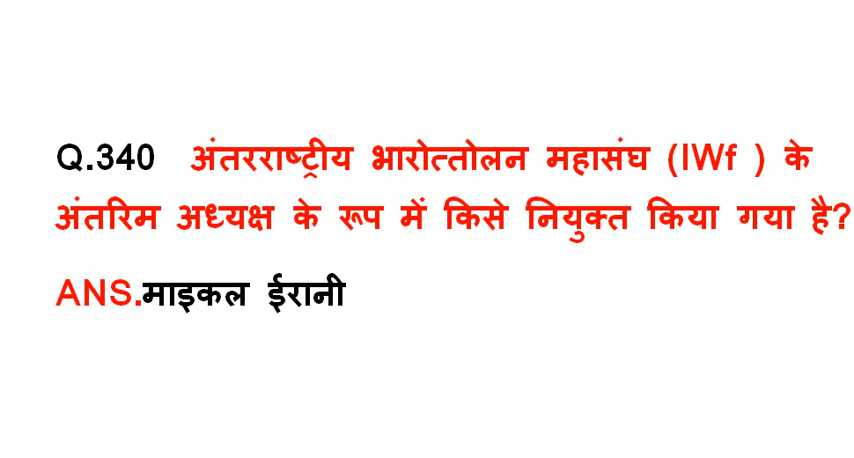 Q.340 अंतरराष्ट्रीय भारोत्तोलन महासंघ (IWf ) के
अंतरिम अध्यक्ष के रूप में किसे नियुक्त किया गया है?
ANS.माइकल ईरानी